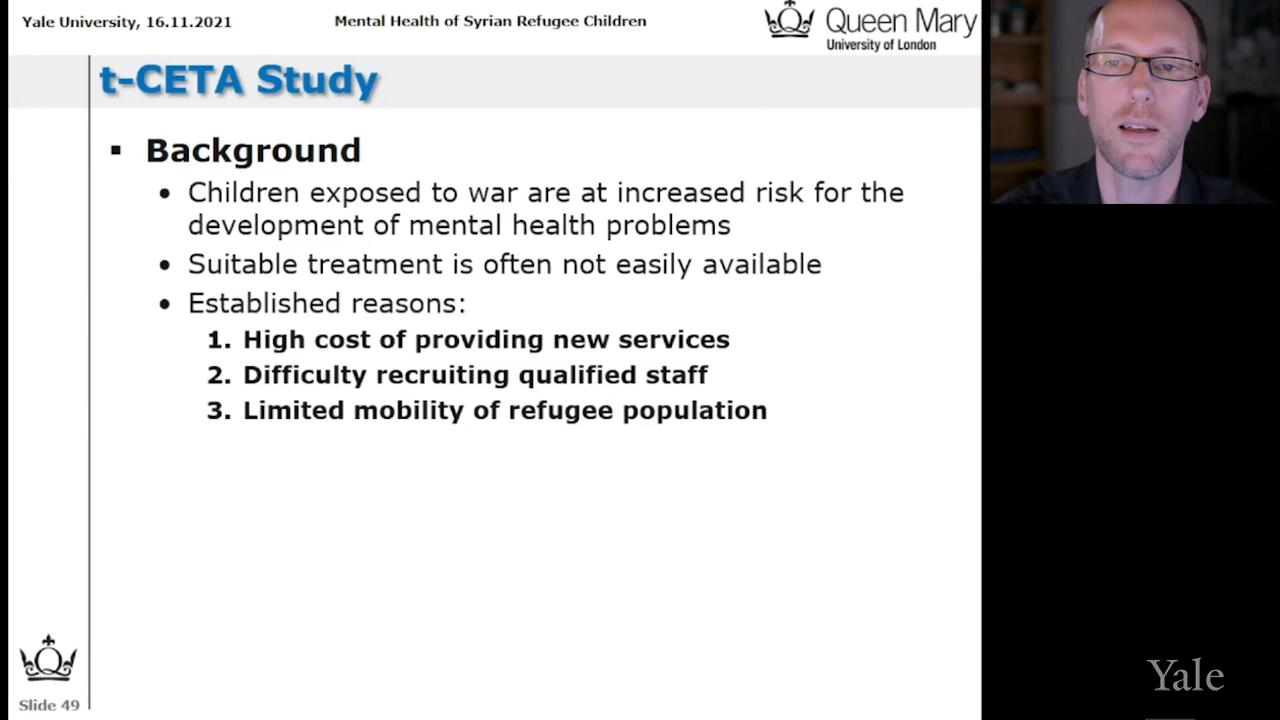 Yale University, 16.11.2021
Mental Health of Syrian Refugee Children
Queen Mary
University of London
t-CETA Study
▪ Background
• Children exposed to war are at increased risk for the
development of mental health problems
• Suitable treatment is often not easily available
• Established reasons:
1. High cost of providing new services
2. Difficulty recruiting qualified staff
3. Limited mobility of refugee population
Slide 49
Yale